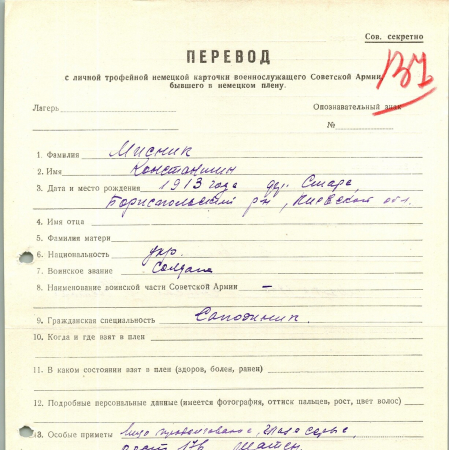 Сов. секретно
ПЕРЕВОД
с личной трофейной немецкой карточки военнослужащего Советской Армии,
бывшего в немецком плену.
Лагерь
Опознавательный знак
№
1. Фамилия Мисник
2. Имя Константин
3. Дата и место рождения 1913 года дер. Старе,
Бориспольский р-н, Киевской обл.
4. Имя отца
5. Фамилия матери
6. Национальность укр.
7. Воинское звание Солдат
8. Наименование воинской части Советской Армии –
9. Гражданская специальность Сапожник.
10. Когда и где взят в плен
11. В каком состоянии взят в плен (здоров, болен, ранен)
12. Подробные персональные данные (имеется фотография, оттиск пальцев, рост, цвет волос)
13. Особые приметы лицо глаза серые,
рост 178